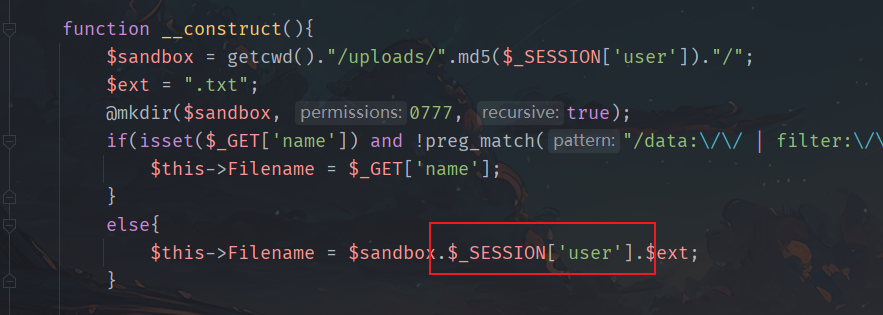 function __construct(){
$sandbox = getcwd()."/uploads/".md5($_SESSION['user'])."/";
$ext = ".txt";
@mkdir($sandbox, permissions: 0777, recursive: true);
if(isset($_GET['name']) and !preg_match( pattern: "/data:\/\/ | filter:\/\
$this->Filename = $_GET['name'];
}
else{
$this->Filename = $sandbox.$_SESSION['user'].$ext;
}